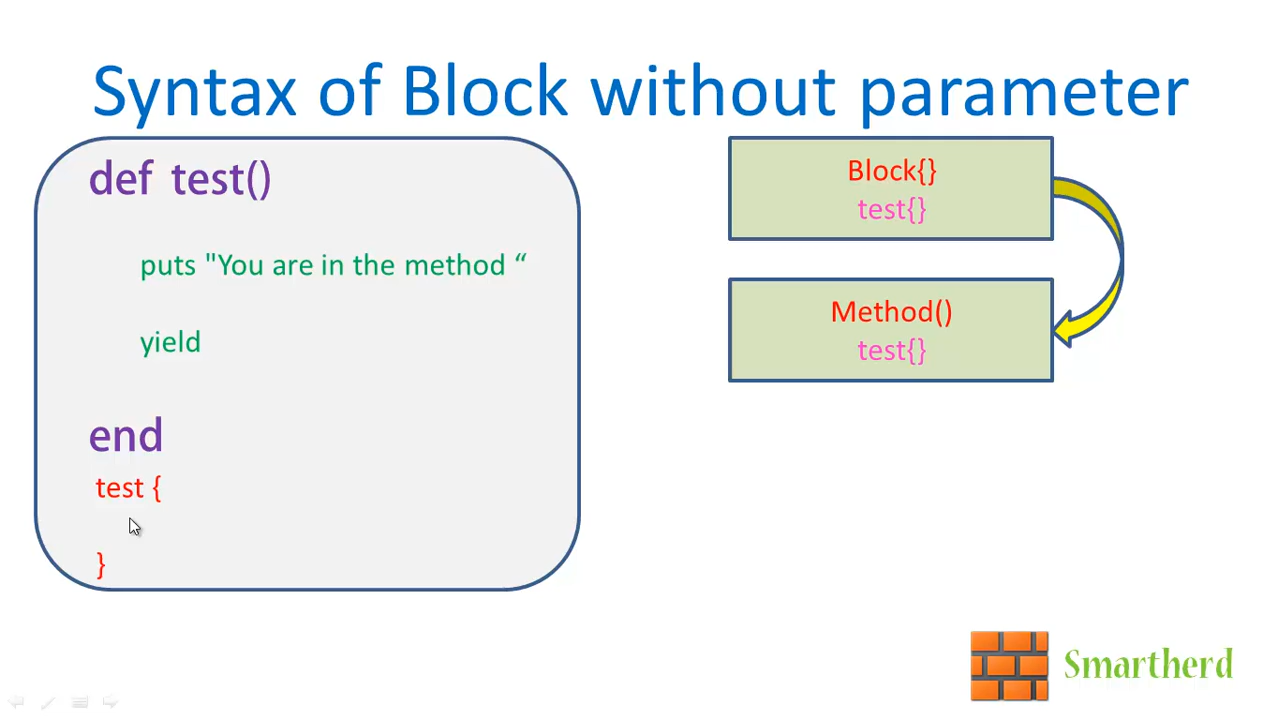 Syntax of Block without parameter
def test()
puts "You are in the method “
yield
end
test {
}
Block{}
test{}
Method()
test{}
Smartherd